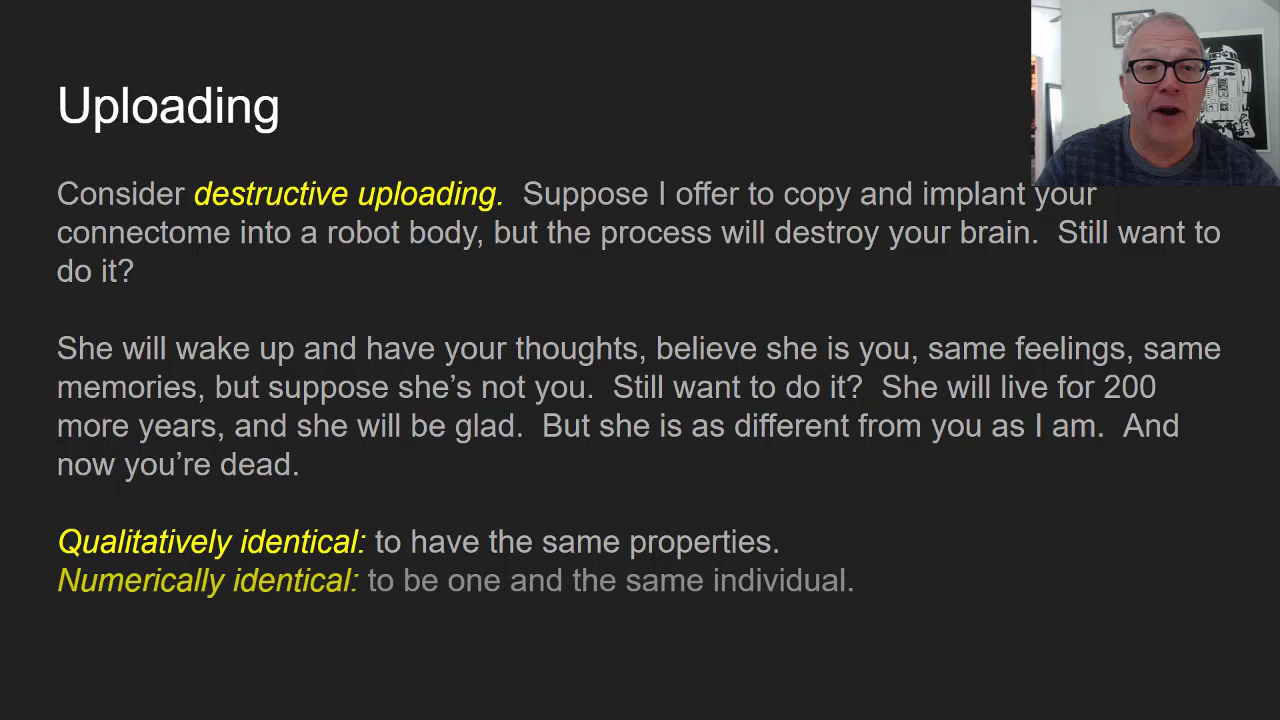 Uploading
Consider destructive uploading. Suppose I offer to copy and implant your
connectome into a robot body, but the process will destroy your brain. Still want to
do it?
She will wake up and have your thoughts, believe she is you, same feelings, same
memories, but suppose she's not you. Still want to do it? She will live for 200
more years, and she will be glad. But she is as different from you as I am. And
now you're dead.
Qualitatively identical: to have the same properties.
Numerically identical: to be one and the same individual.